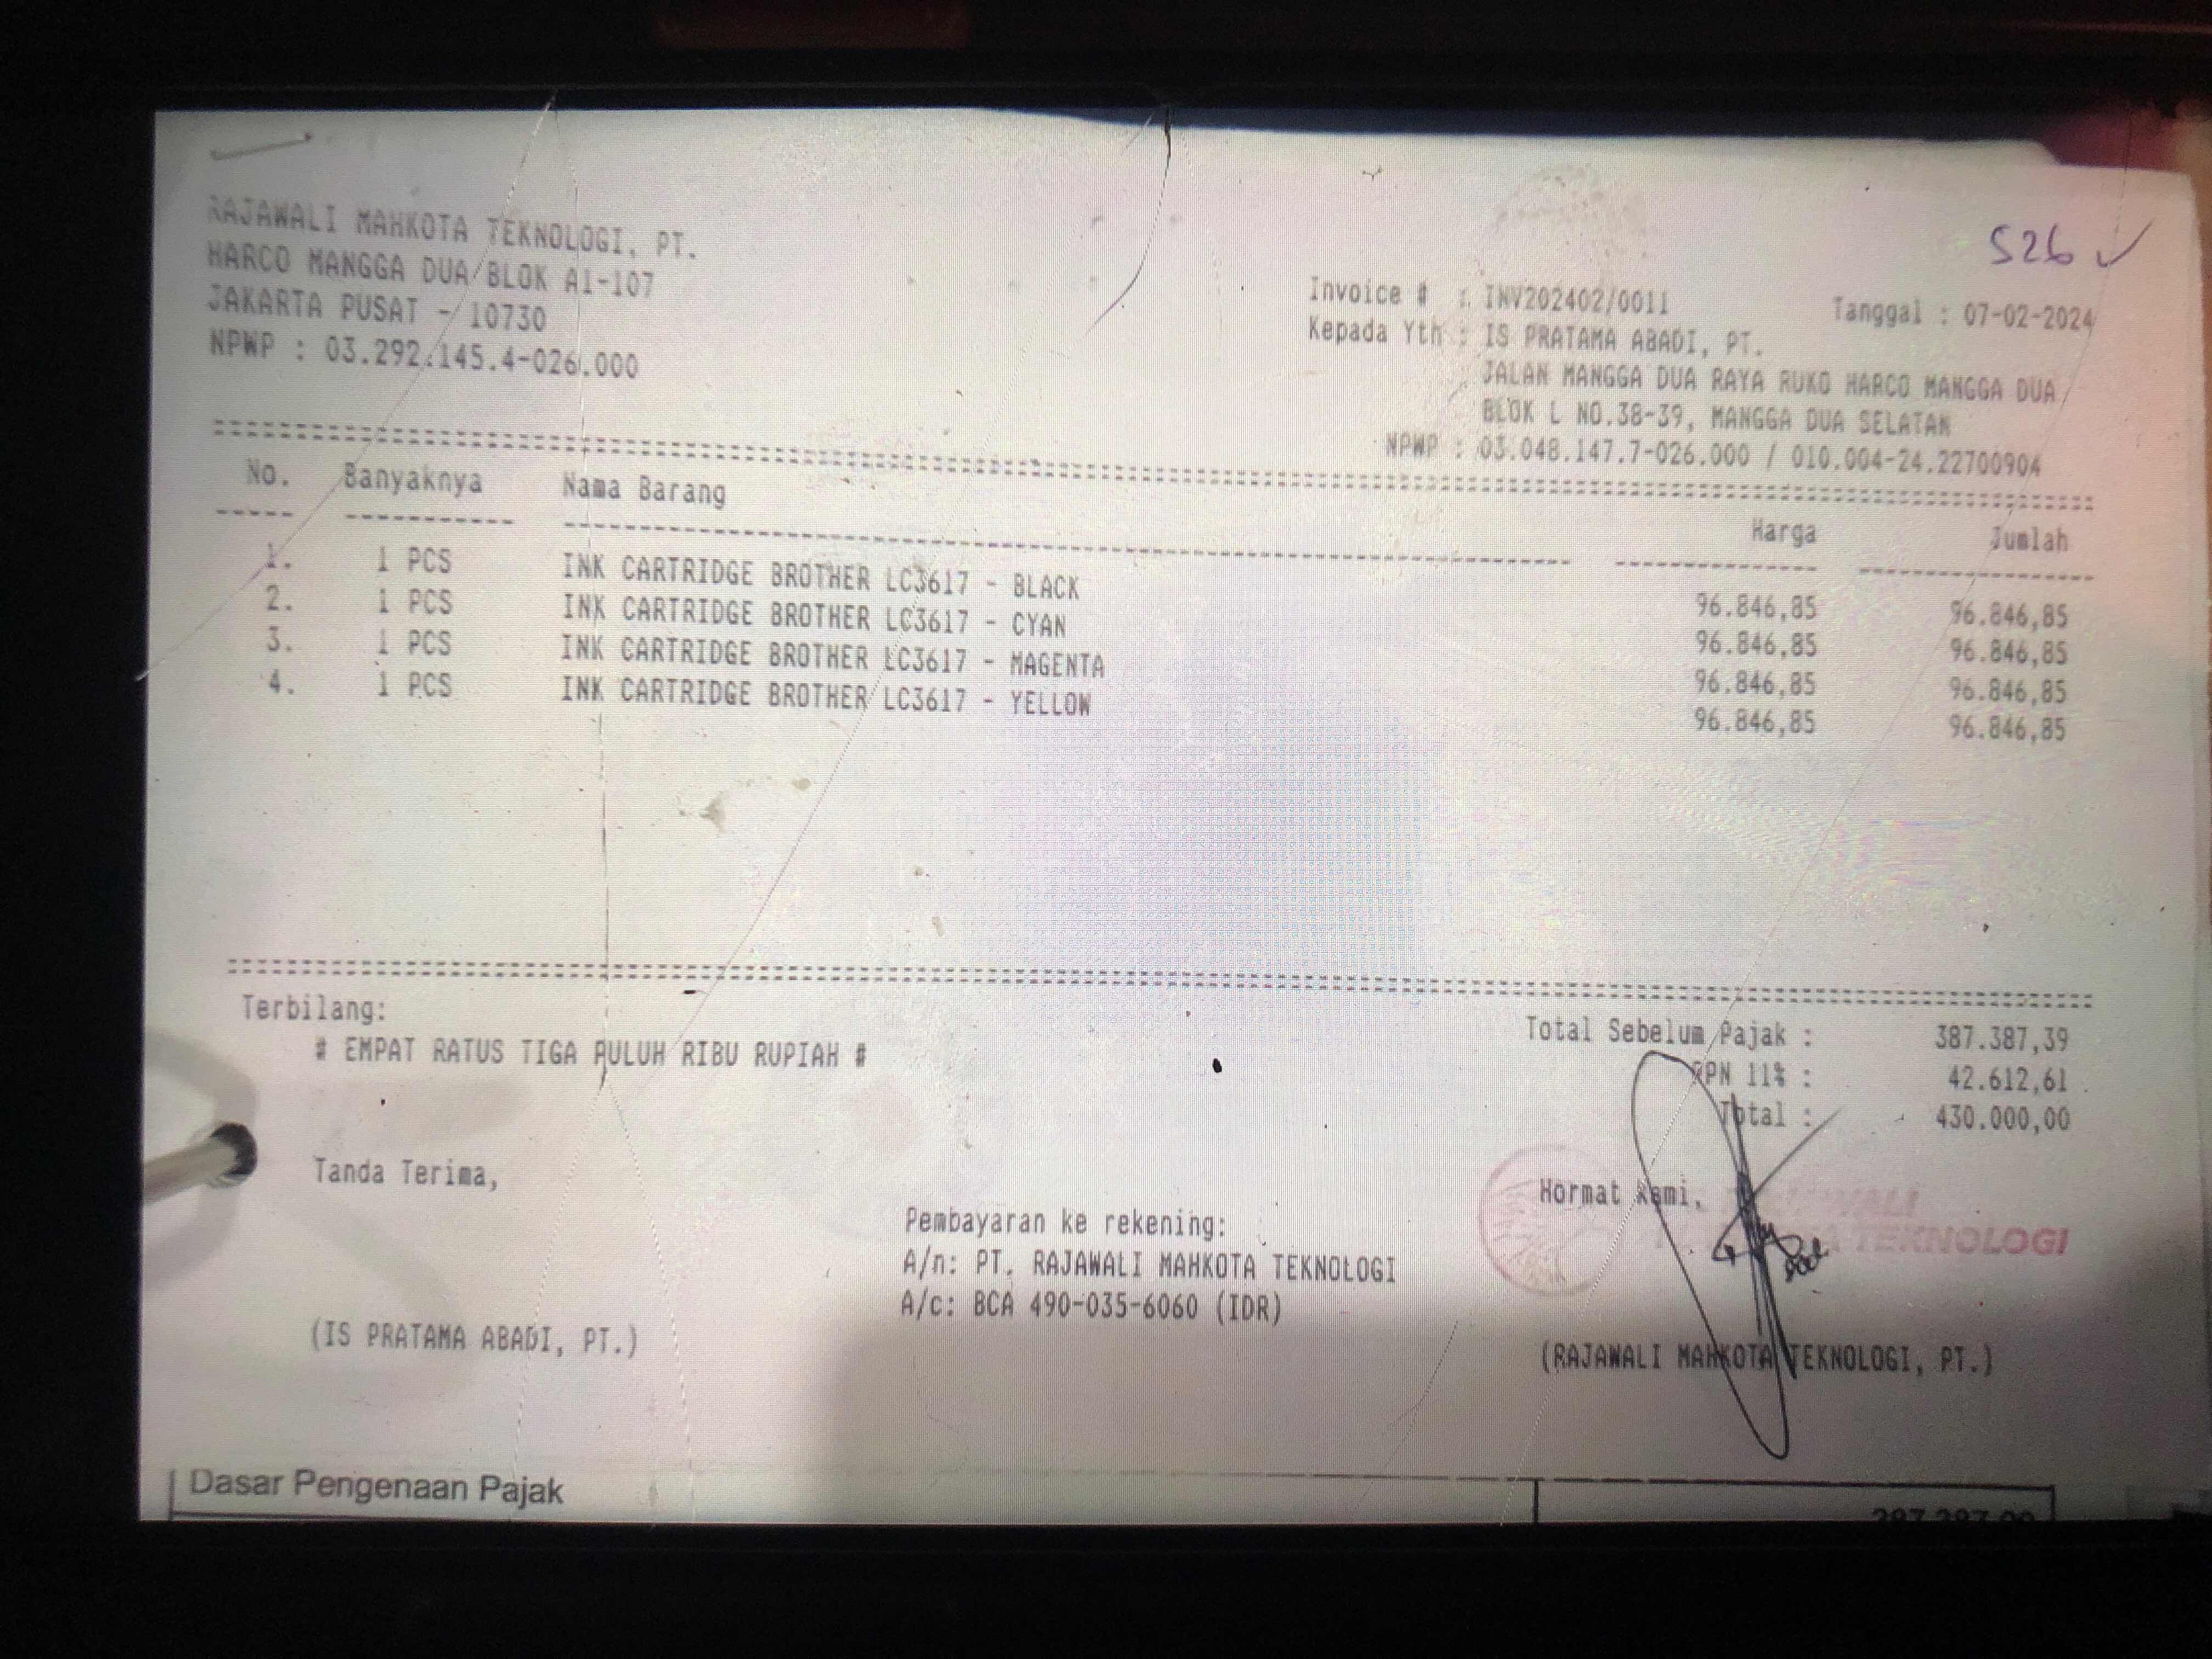 RAJAWALI MAHKOTA TEKNOLOGI, PT.
HARCO MANGGA DUA BLOK A1-107
JAKARTA PUSAT - 10730
NPWP : 03.292.145.4-026.000
526
Invoice # : INV202402/0011 Tanggal : 07-02-2024
Kepada Yth : IS PRATAMA ABADI, PT.
JALAN MANGGA DUA RAYA RUKO HARCO MANGGA DUA
BLOK L NO.38-39, MANGGA DUA SELATAN
NPWP : 03.048.147.7-026.000 / 010.004-24.22700904
No. Banyaknya Nama Barang Harga Jumlah
1. 1 PCS INK CARTRIDGE BROTHER LC3617 - BLACK 96.846,85 96.846,85
2. 1 PCS INK CARTRIDGE BROTHER LC3617 - CYAN 96.846,85 96.846,85
3. 1 PCS INK CARTRIDGE BROTHER LC3617 - MAGENTA 96.846,85 96.846,85
4. 1 PCS INK CARTRIDGE BROTHER LC3617 - YELLOW 96.846,85 96.846,85
Terbilang:
# EMPAT RATUS TIGA PULUH RIBU RUPIAH #
Total Sebelum Pajak : 387.387,39
PPN 11% : 42.612,61
Total : 430.000,00
Tanda Terima,
(IS PRATAMA ABADI, PT.)
Pembayaran ke rekening:
A/n: PT. RAJAWALI MAHKOTA TEKNOLOGI
A/c: BCA 490-035-6060 (IDR)
Hormat Kami,
TEKNOLOGI
(RAJAWALI MAHKOTA TEKNOLOGI, PT.)
Dasar Pengenaan Pajak